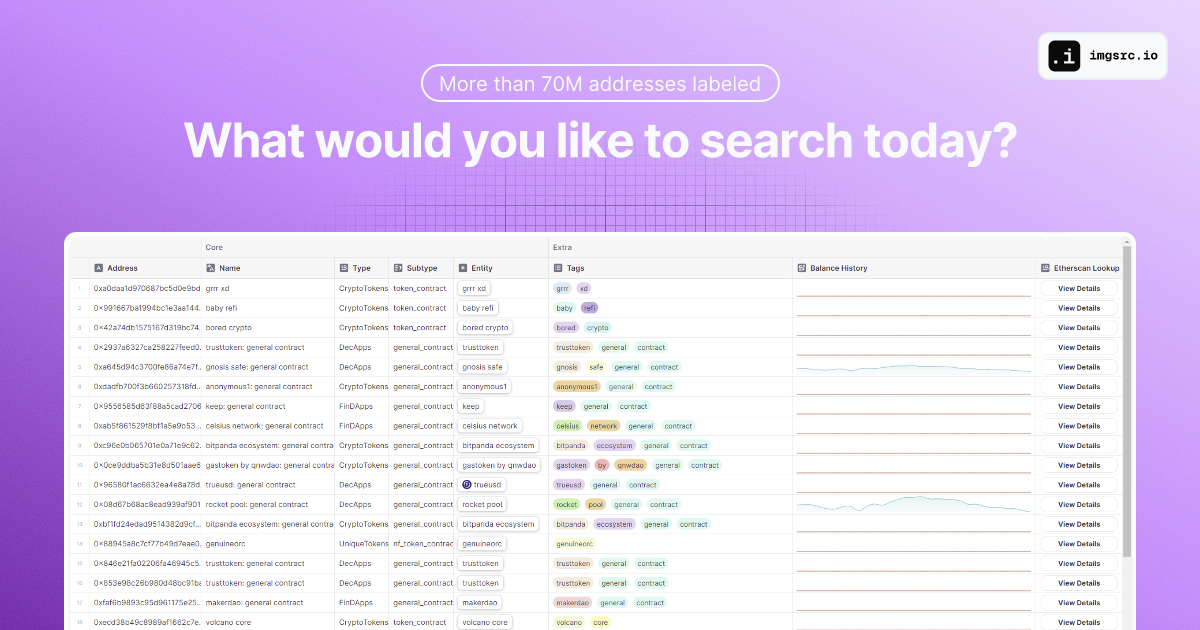 .i imgsrc.io
More than 70M addresses labeled
What would you like to search today?
Core Extra
Address Name Type Subtype Entity Tags Balance History Etherscan Lookup
1 0xa0daa1d970687bc5d0e9bd grrr xd CryptoTokens token_contract grrr xd grrr xd View Details
2 0x991667ba1994bc1e3aa144.. baby refi CryptoTokens token_contract baby refi baby refi View Details
3 0x42a74db1575167d319bc74. bored crypto CryptoTokens token_contract bored crypto bored crypto View Details
4 0x2937a6327ca258227feed0. trusttoken: general contract DecApps general_contract trusttoken trusttoken general contract View Details
5 0xa645d94c3700fe86a74e7f.. gnosis safe: general contract DecApps general_contract gnosis safe gnosis safe general contract View Details
6 0xdadfb700f3b660257318fd.. anonymous1: general contract CryptoTokens general_contract anonymous1 anonymous1 general contract View Details
7 0x9556585d63f88a5cad2706 keep: general contract FinDApps general_contract keep keep general contract View Details
8 0xab5f861529f8bf1a5e9b53... celsius network: general contract FinDApps general_contract celsius network celsius network general contract View Details
9 0xc96e0b065701e0a71e9c62. bitpanda ecosystem: general contra CryptoTokens general_contract bitpanda ecosystem bitpanda ecosystem general contract View Details
10 0x0ce9ddba5b31e8d501aae6 gastoken by qnwdao: general contra CryptoTokens general_contract gastoken by qnwdao gastoken by qnwdao general contract View Details
11 0x96580f1ac6632ea4e8a78d. trueusd: general contract DecApps general_contract trueusd trueusd general contract View Details
12 0x08d67b68ac8ead939af901 rocket pool: general contract DecApps general_contract rocket pool rocket pool general contract View Details
13 0xbf1fd24edad9514382d9cf... bitpanda ecosystem: general contra CryptoTokens general_contract bitpanda ecosystem bitpanda ecosystem general contract View Details
14 0x88945a8c7cf77b49d7eae0. genuineorc UniqueTokens nf_token_contrac genuineorc genuineorc View Details
15 0x846e21fa02206fa46945c5. trusttoken: general contract DecApps general_contract trusttoken trusttoken general contract View Details
16 0x853e98c26b980d48bc91ba trusttoken: general contract DecApps general_contract trusttoken trusttoken general contract View Details
17 0xfaf6b9893c95d961175e25.. makerdao: general contract FinDApps general_contract makerdao makerdao general contract View Details
18 0xecd38b49c8989af1662c7e. volcano core CryptoTokens token_contract volcano core volcano core View Details